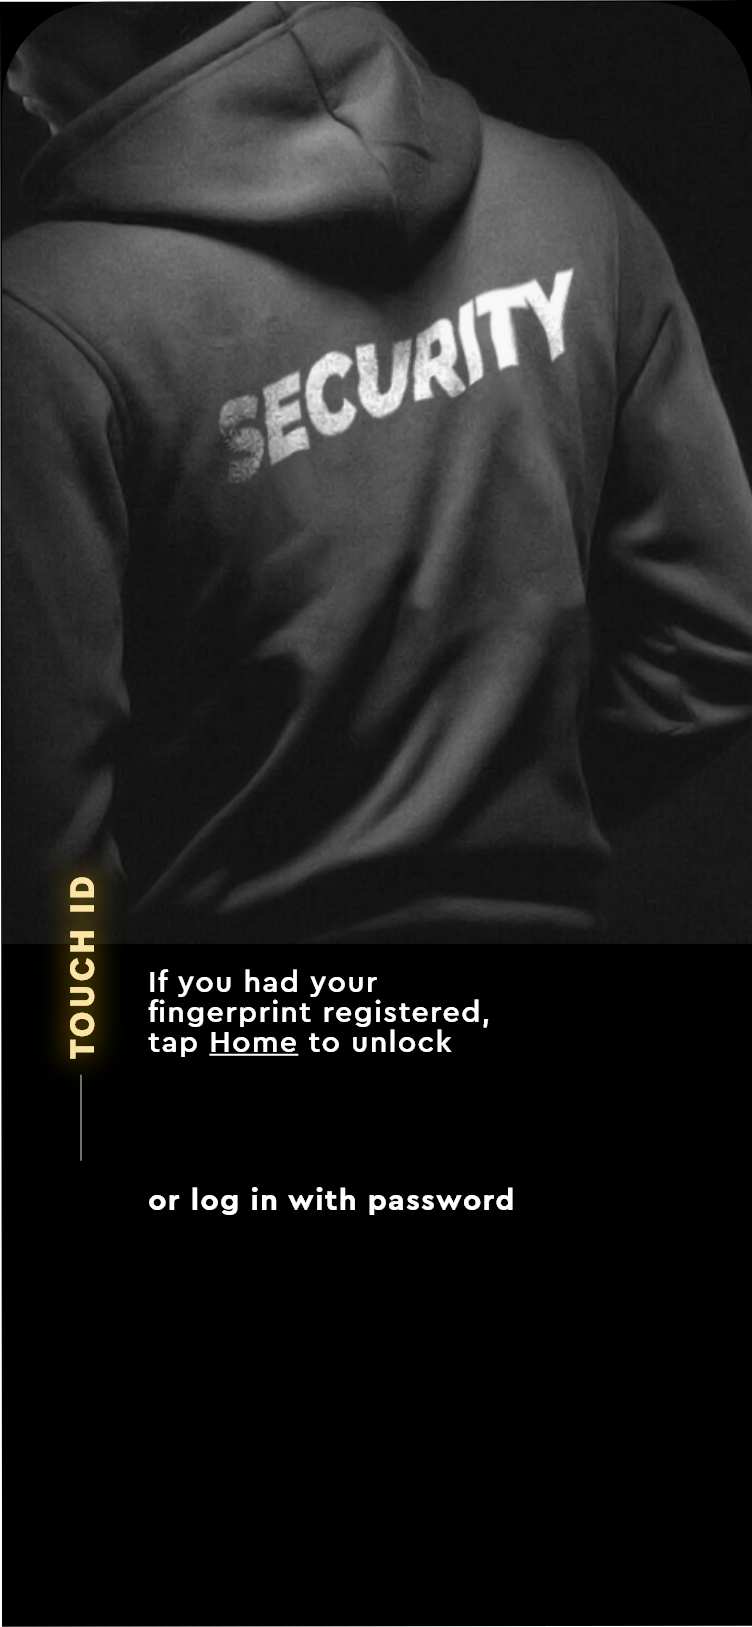 SECURITY
TOUCH ID
If you had your
fingerprint registered,
tap Home to unlock
or log in with password